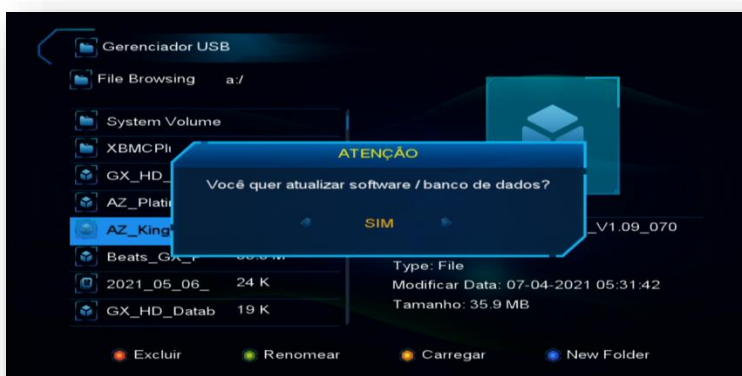 Gerenciador USB
File Browsing a:/
System Volume
XBMCPl
GX_HD_
AZ_Plati
AZ_King
Beats_GX_P
2021_05_06_ 24 K
GX_HD_Datab 19 K
ATENÇÃO
Você quer atualizar software / banco de dados?
SIM
_V1.09_070
Type: File
Modificar Data: 07-04-2021 05:31:42
Tamanho: 35.9 MB
Excluir Renomear Carregar New Folder